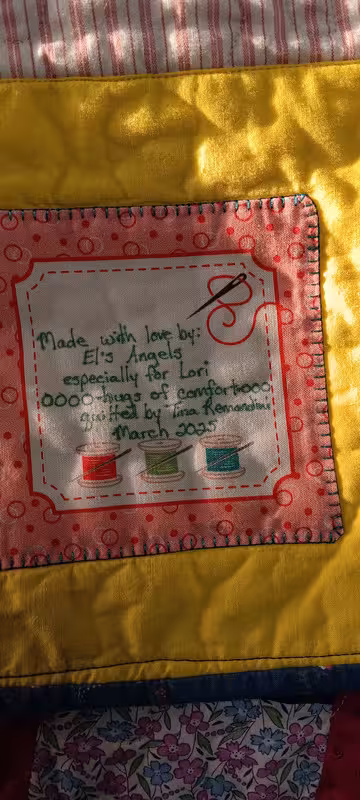 Made with love by:
El's Angels
especially for Lori
OOOO-hugs of comfort-OOOO
quilted by Tina
March 2025